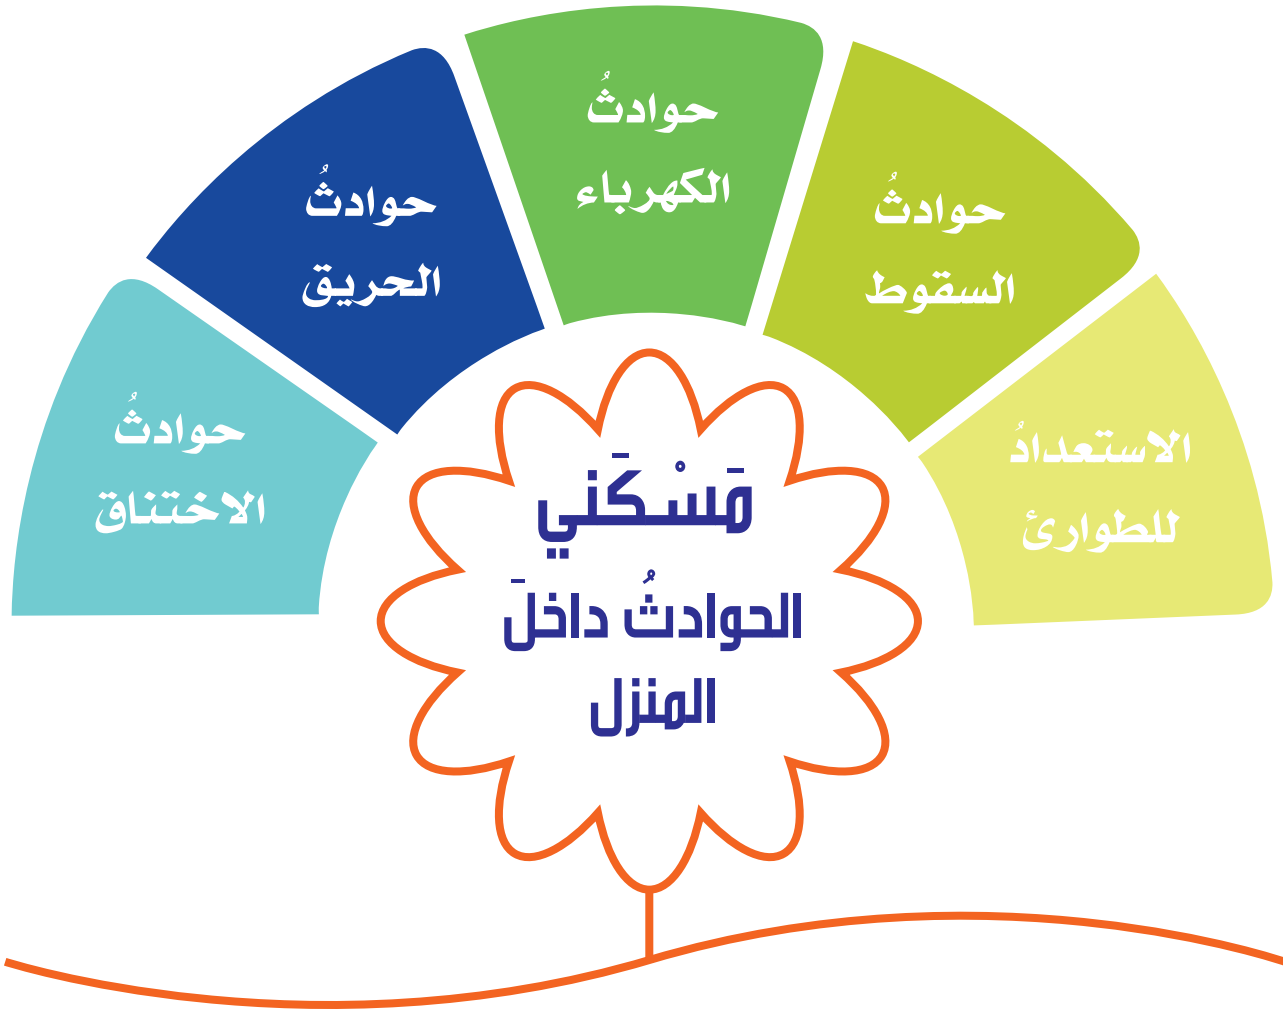 الاستعدادُ
للطوارئ
حوادثُ
السقوط
حوادثُ
الكهرباء
حوادثُ
الحريق
حوادثُ
الاختناق
مَسْكَني
الحوادثُ داخلَ
المنزل